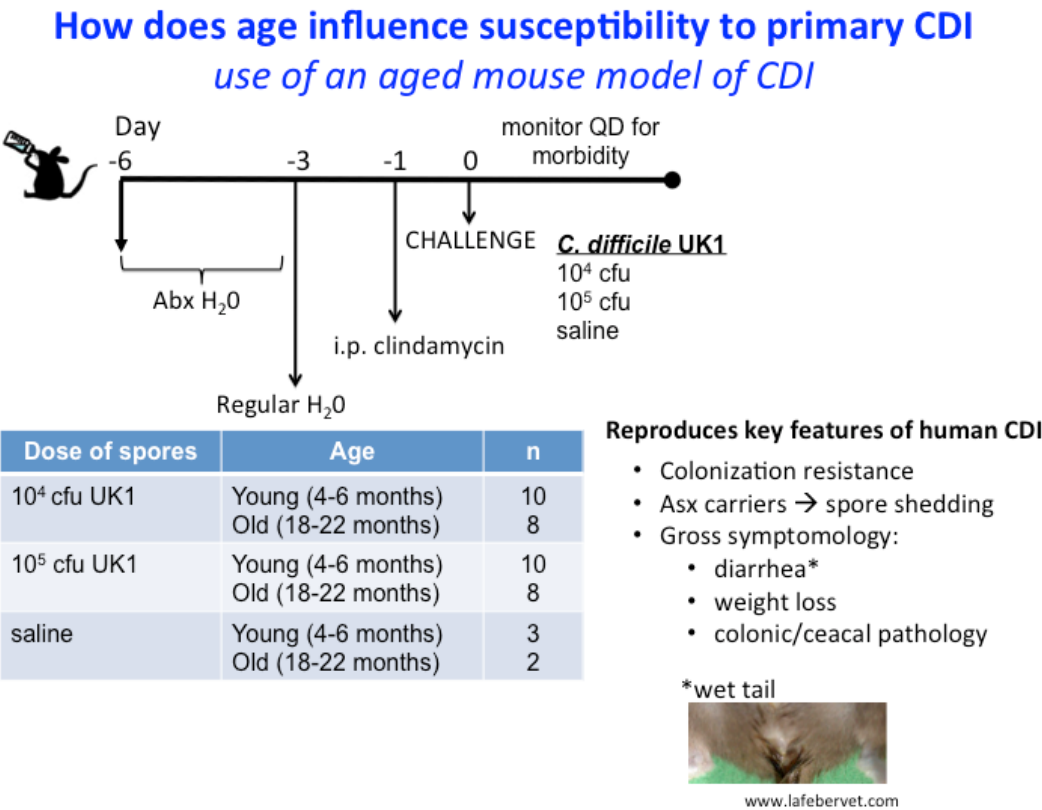 How does age influence susceptibility to primary CDI
use of an aged mouse model of CDI
Day
-6
-3
-1
0
monitor QD for
morbidity
CHALLENGE
C. difficile UK1
10⁴ cfu
10⁵ cfu
saline
Abx H₂0
i.p. clindamycin
Regular H₂0
Dose of spores Age n
10⁴ cfu UK1 Young (4-6 months) 10
Old (18-22 months) 8
10⁵ cfu UK1 Young (4-6 months) 10
Old (18-22 months) 8
saline Young (4-6 months) 3
Old (18-22 months) 2
Reproduces key features of human CDI
• Colonization resistance
• Asx carriers → spore shedding
• Gross symptomology:
• diarrhea*
• weight loss
• colonic/ceacal pathology
*wet tail
www.lafebervet.com